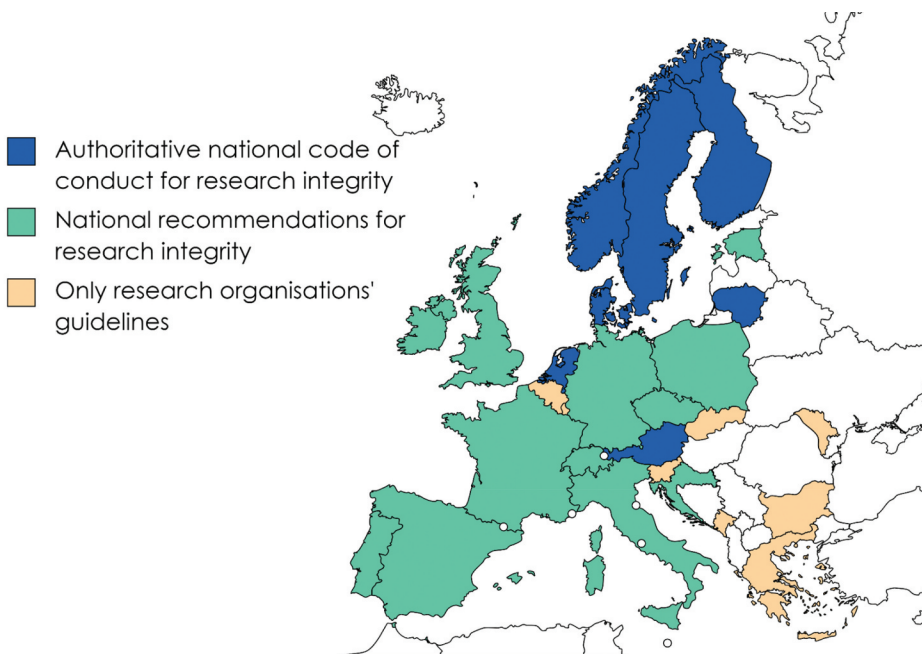 Authoritative national code of
conduct for research integrity
National recommendations for
research integrity
Only research organisations'
guidelines